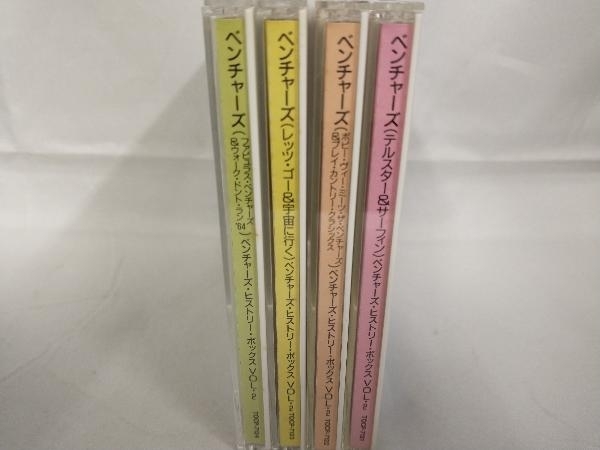 ベンチャーズ(ファビュラス・ベンチャーズ
&ウォーク・ドント・ラン'64)ベンチャーズ・ヒストリー・ボックス VOL-2
ベンチャーズ(レッツ・ゴー&宇宙に行く)ベンチャーズ・ヒストリー・ボックス VOL-2
ベンチャーズ(ボビー・ヴィー・ミーツ・ザ・ベンチャーズ
&プレイ・カントリー・クラシックス)ベンチャーズ・ヒストリー・ボックス VOL-2
ベンチャーズ(テルスター&サーフィン)ベンチャーズ・ヒストリー・ボックス VOL-2